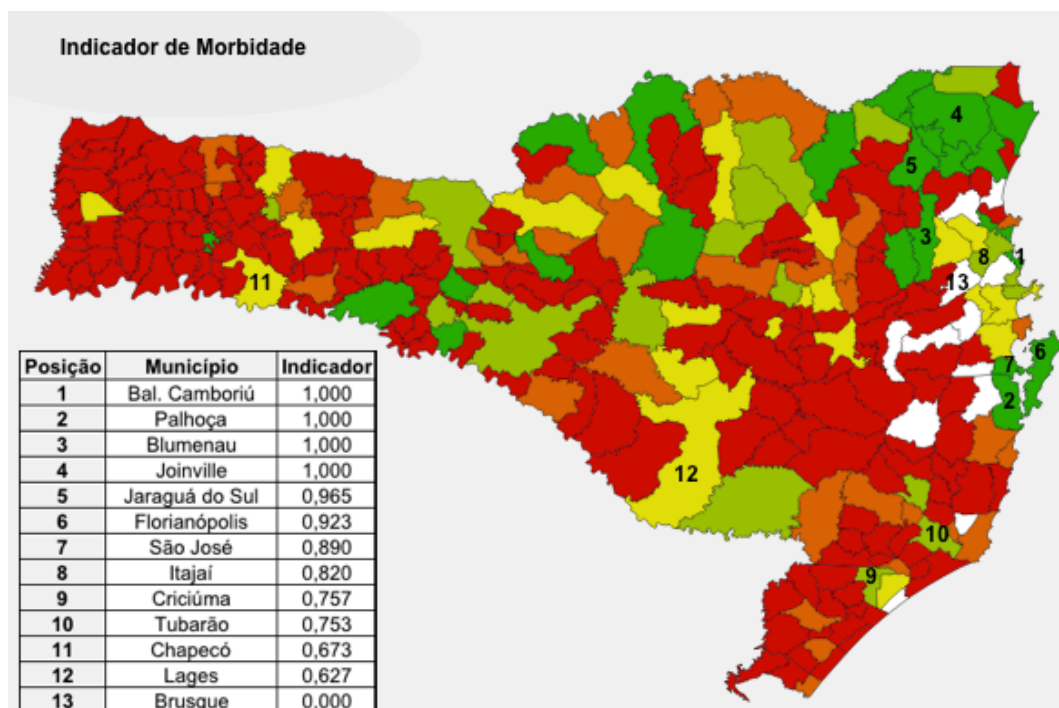 Indicador de Morbidade
4
5
3
8
1
13
11
6
7
2
12
10
9
Posição Município Indicador
1 Bal. Camboriú 1,000
2 Palhoça 1,000
3 Blumenau 1,000
4 Joinville 1,000
5 Jaraguá do Sul 0,965
6 Florianópolis 0,923
7 São José 0,890
8 Itajaí 0,820
9 Criciúma 0,757
10 Tubarão 0,753
11 Chapecó 0,673
12 Lages 0,627
13 Brusque 0,000